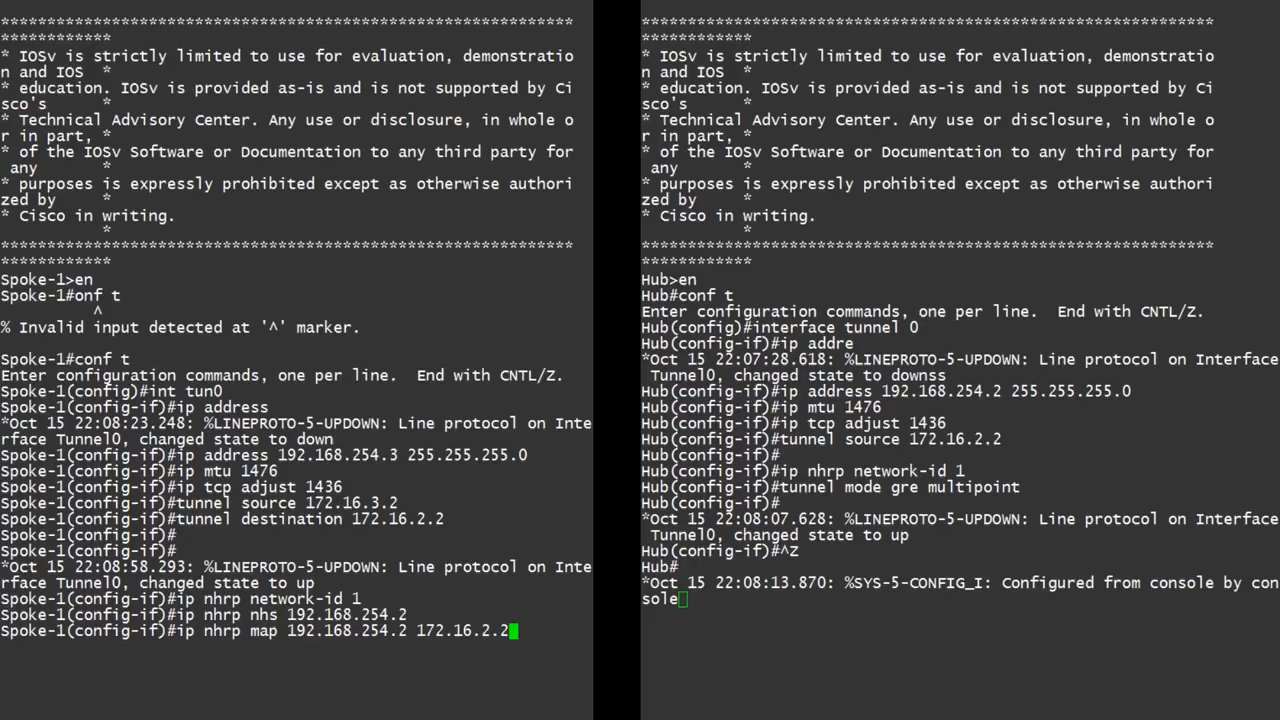 *************************************************************************
************
* IOSv is strictly limited to use for evaluation, demonstratio
n and IOS  *
* education. IOSv is provided as-is and is not supported by Ci
sco's      *
* Technical Advisory Center. Any use or disclosure, in whole o
r in part, *
* of the IOSv Software or Documentation to any third party for
 any       *
* purposes is expressly prohibited except as otherwise authori
zed by     *
* Cisco in writing.
           *
*************************************************************************
************
Spoke-1>en
Spoke-1#onf t
          ^
% Invalid input detected at '^' marker.
Spoke-1#conf t
Enter configuration commands, one per line.  End with CNTL/Z.
Spoke-1(config)#int tun0
Spoke-1(config-if)#ip address
*Oct 15 22:08:23.248: %LINEPROTO-5-UPDOWN: Line protocol on Inte
rface Tunnel0, changed state to down
Spoke-1(config-if)#ip address 192.168.254.3 255.255.255.0
Spoke-1(config-if)#ip mtu 1476
Spoke-1(config-if)#ip tcp adjust 1436
Spoke-1(config-if)#tunnel source 172.16.3.2
Spoke-1(config-if)#tunnel destination 172.16.2.2
Spoke-1(config-if)#
Spoke-1(config-if)#
*Oct 15 22:08:58.293: %LINEPROTO-5-UPDOWN: Line protocol on Inte
rface Tunnel0, changed state to up
Spoke-1(config-if)#ip nhrp network-id 1
Spoke-1(config-if)#ip nhrp nhs 192.168.254.2
Spoke-1(config-if)#ip nhrp map 192.168.254.2 172.16.2.2
*************************************************************************
************
* IOSv is strictly limited to use for evaluation, demonstratio
n and IOS  *
* education. IOSv is provided as-is and is not supported by Ci
sco's      *
* Technical Advisory Center. Any use or disclosure, in whole o
r in part, *
* of the IOSv Software or Documentation to any third party for
 any       *
* purposes is expressly prohibited except as otherwise authori
zed by     *
* Cisco in writing.
           *
*************************************************************************
************
Hub>en
Hub#conf t
Enter configuration commands, one per line.  End with CNTL/Z.
Hub(config)#interface tunnel 0
Hub(config-if)#ip addre
*Oct 15 22:07:28.618: %LINEPROTO-5-UPDOWN: Line protocol on Interface
Tunnel0, changed state to downss
Hub(config-if)#ip address 192.168.254.2 255.255.255.0
Hub(config-if)#ip mtu 1476
Hub(config-if)#ip tcp adjust 1436
Hub(config-if)#tunnel source 172.16.2.2
Hub(config-if)#
Hub(config-if)#ip nhrp network-id 1
Hub(config-if)#tunnel mode gre multipoint
Hub(config-if)#
*Oct 15 22:08:07.628: %LINEPROTO-5-UPDOWN: Line protocol on Interface
 Tunnel0, changed state to up
Hub(config-if)#^Z
Hub#
*Oct 15 22:08:13.870: %SYS-5-CONFIG_I: Configured from console by con
sole